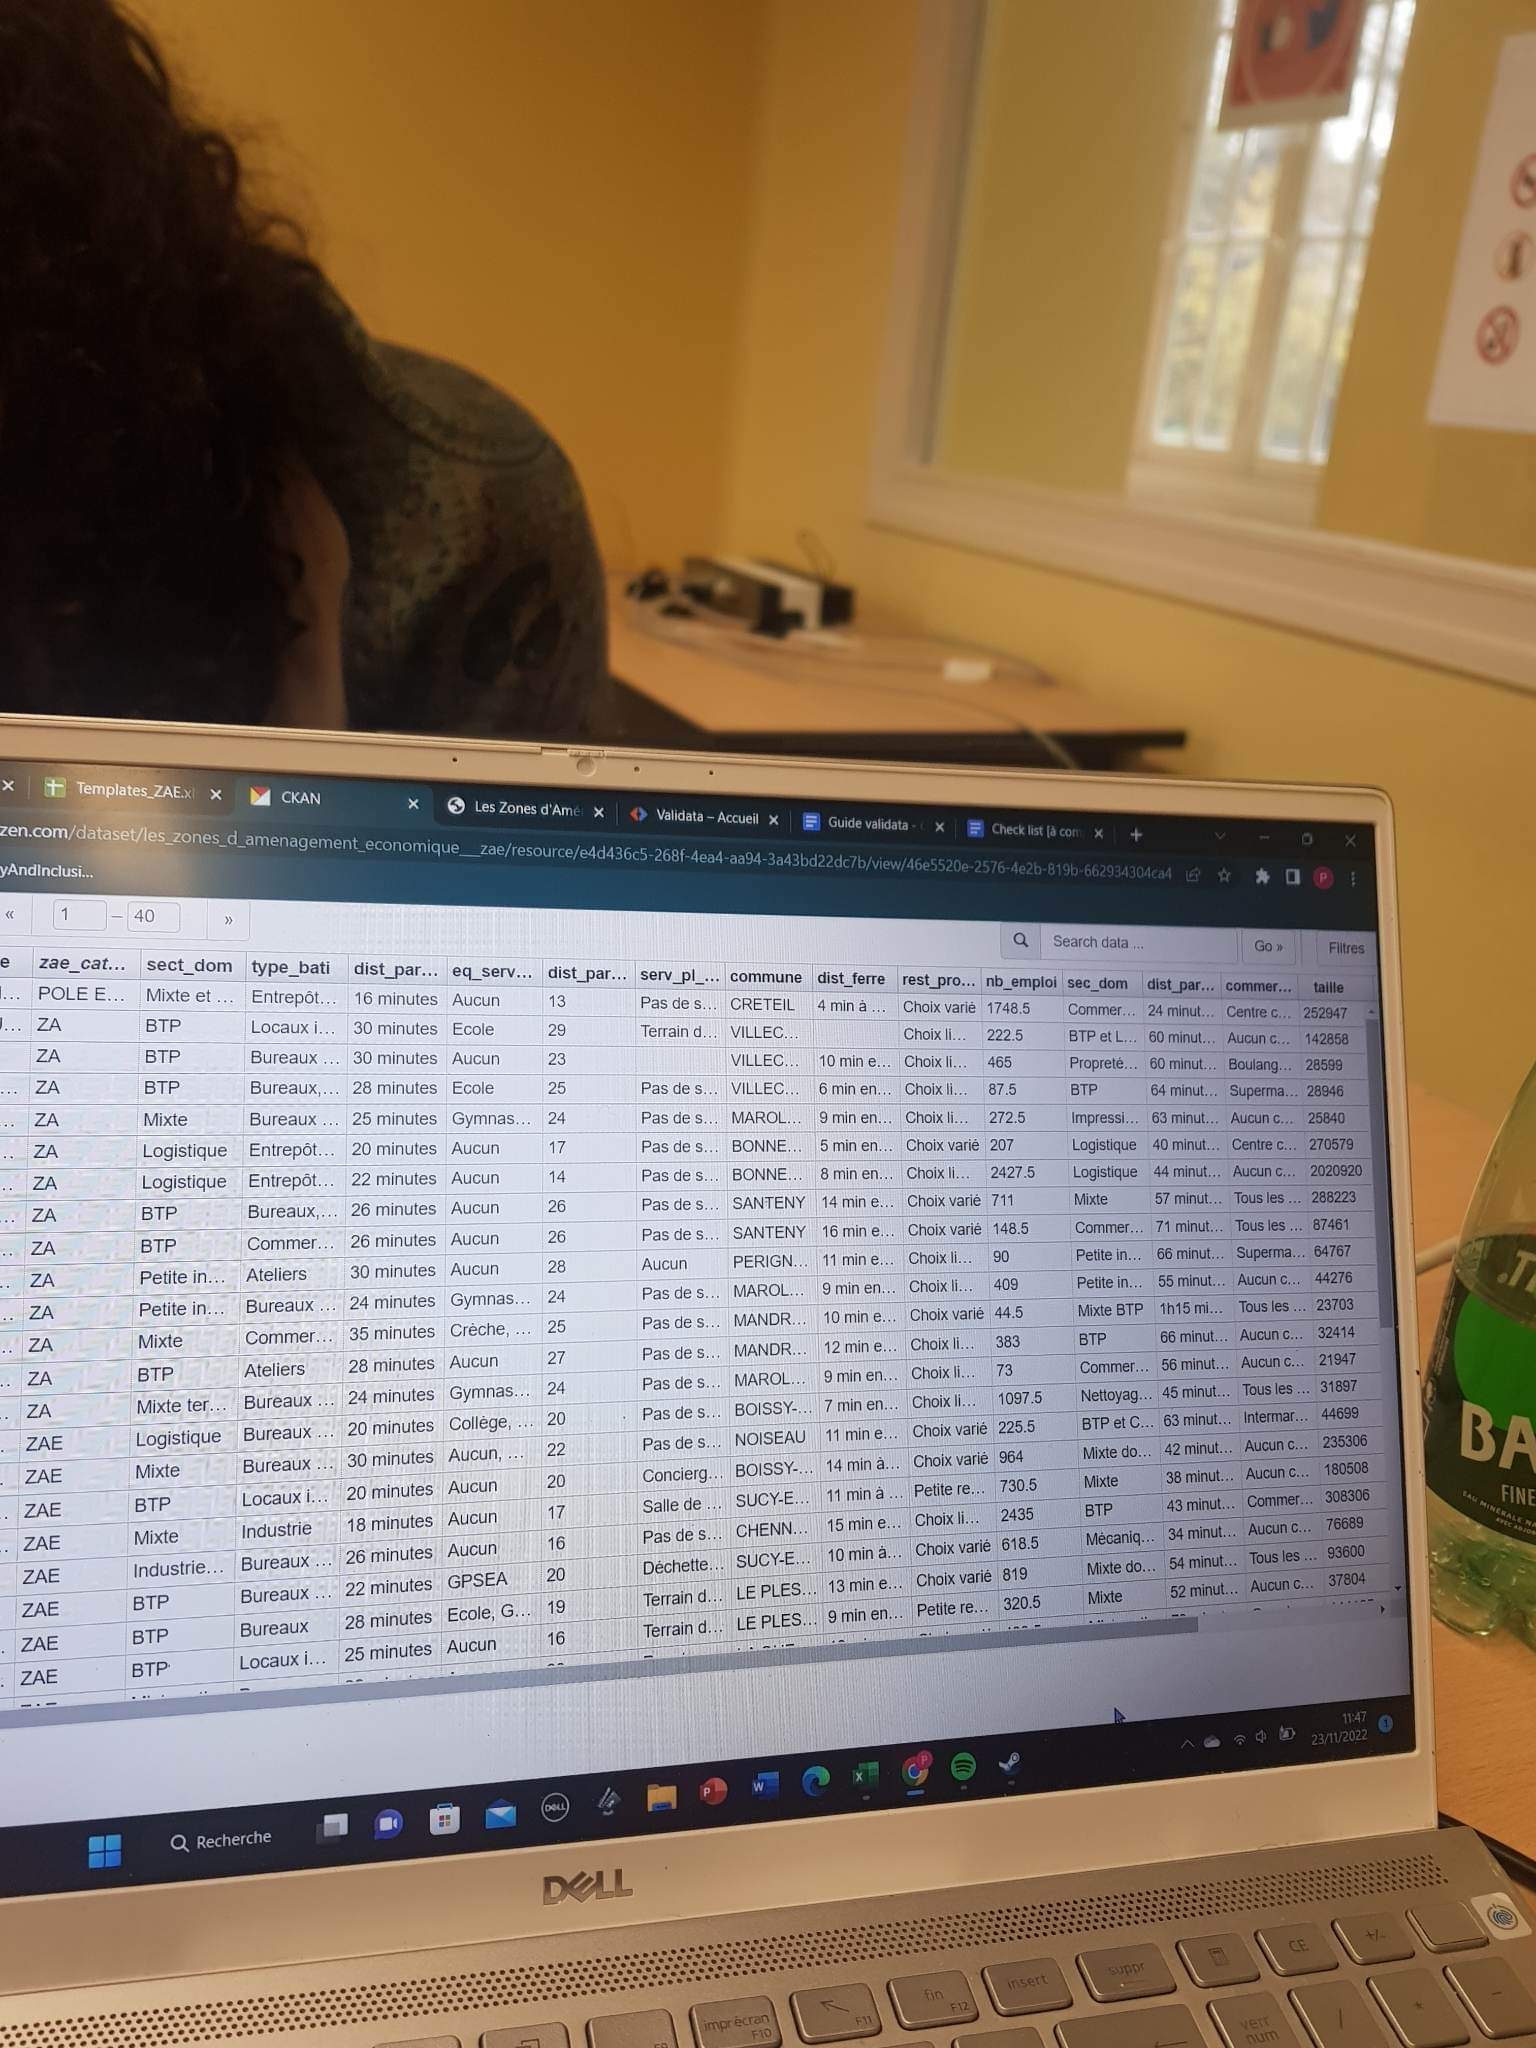 Templates_ZAE.xl CKAN Les Zones d'Amé Validata – Accueil Guide validata - Check list [à com
zen.com/dataset/les_zones_d_amenagement_economique__zae/resource/e4d436c5-268f-4ea4-aa94-3a43bd22dc7b/view/46e5520e-2576-4e2b-819b-662934304ca4
yAndInclusi...
« 1 – 40 » Search data ... Go » Filtres
e zae_cat... sect_dom type_bati dist_par... eq_serv... dist_par... serv_pl_... commune dist_ferre rest_pro... nb_emploi sec_dom dist_par... commer... taille
POLE E... Mixte et ... Entrepôt... 16 minutes Aucun 13 Pas de s... CRETEIL 4 min à ... Choix varié 1748.5 Commer... 24 minut... Centre c... 252947
ZA BTP Locaux i... 30 minutes Ecole 29 Terrain d... VILLEC... Choix li... 222.5 BTP et L... 60 minut... Aucun c... 142858
ZA BTP Bureaux ... 30 minutes Aucun 23 VILLEC... 10 min e... Choix li... 465 Propreté... 60 minut... Boulang... 28599
ZA BTP Bureaux,... 28 minutes Ecole 25 Pas de s... VILLEC... 6 min en... Choix li... 87.5 BTP 64 minut... Superma... 28946
ZA Mixte Bureaux ... 25 minutes Gymnas... 24 Pas de s... MAROL... 9 min en... Choix li... 272.5 Impressi... 63 minut... Aucun c... 25840
ZA Logistique Entrepôt... 20 minutes Aucun 17 Pas de s... BONNE... 5 min en... Choix varié 207 Logistique 40 minut... Centre c... 270579
ZA Logistique Entrepôt... 22 minutes Aucun 14 Pas de s... BONNE... 8 min en... Choix li... 2427.5 Logistique 44 minut... Aucun c... 2020920
ZA BTP Bureaux,... 26 minutes Aucun 26 Pas de s... SANTENY 14 min e... Choix varié 711 Mixte 57 minut... Tous les ... 288223
ZA BTP Commer... 26 minutes Aucun 26 Pas de s... SANTENY 16 min e... Choix varié 148.5 Commer... 71 minut... Tous les ... 87461
ZA Petite in... Ateliers 30 minutes Aucun 28 Aucun PERIGN... 11 min e... Choix li... 90 Petite in... 66 minut... Superma... 64767
ZA Petite in... Bureaux ... 24 minutes Gymnas... 24 Pas de s... MAROL... 9 min en... Choix li... 409 Petite in... 55 minut... Aucun c... 44276
ZA Mixte Commer... 35 minutes Crèche, ... 25 Pas de s... MANDR... 10 min e... Choix varié 44.5 Mixte BTP 1h15 mi... Tous les ... 23703
ZA BTP Ateliers 28 minutes Aucun 27 Pas de s... MANDR... 12 min e... Choix li... 383 BTP 66 minut... Aucun c... 32414
ZA Mixte ter... Bureaux ... 24 minutes Gymnas... 24 Pas de s... MAROL... 9 min en... Choix li... 73 Commer... 56 minut... Aucun c... 21947
ZAE Logistique Bureaux ... 20 minutes Collège, ... 20 Pas de s... BOISSY-... 7 min en... Choix li... 1097.5 Nettoyag... 45 minut... Tous les ... 31897
ZAE Mixte Bureaux ... 30 minutes Aucun, ... 22 Pas de s... NOISEAU 11 min e... Choix varié 225.5 BTP et C... 63 minut... Intermar... 44699
ZAE BTP Locaux i... 20 minutes Aucun 20 Concierg... BOISSY-... 14 min à... Choix varié 964 Mixte do... 42 minut... Aucun c... 235306
ZAE Mixte Industrie 18 minutes Aucun 17 Salle de ... SUCY-E... 11 min à ... Petite re... 730.5 Mixte 38 minut... Aucun c... 180508
ZAE Industrie... Bureaux ... 26 minutes Aucun 16 Pas de s... CHENN... 15 min e... Choix li... 2435 BTP 43 minut... Commer... 308306
ZAE BTP Bureaux ... 22 minutes GPSEA 20 Déchette... SUCY-E... 10 min à... Choix varié 618.5 Mécaniq... 34 minut... Aucun c... 76689
ZAE BTP Bureaux 28 minutes Ecole, G... 19 Terrain d... LE PLES... 13 min e... Choix varié 819 Mixte do... 54 minut... Tous les ... 93600
ZAE BTP Locaux i... 25 minutes Aucun 16 Terrain d... LE PLES... 9 min en... Petite re... 320.5 Mixte 52 minut... Aucun c... 37804
11:47
23/11/2022
Recherche
DELL
imprécran F10 F11 fin F12 insert suppr CE +/-
verr num / * -
BA
FINE